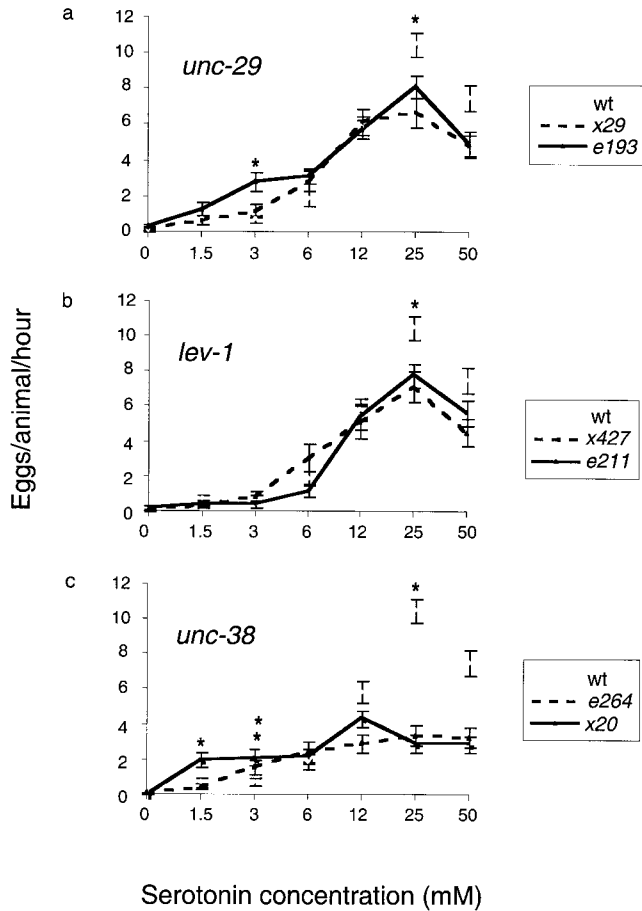 a
12
*
10
unc-29
8
6
4
*
2
0
0 1.5 3 6 12 25 50
wt
x29
e193
b
12
*
10
lev-1
8
6
4
2
0
0 1.5 3 6 12 25 50
wt
x427
e211
Eggs/animal/hour
c
12
*
10
unc-38
8
6
4
* * *
2
0
0 1.5 3 6 12 25 50
wt
e264
x20
Serotonin concentration (mM)